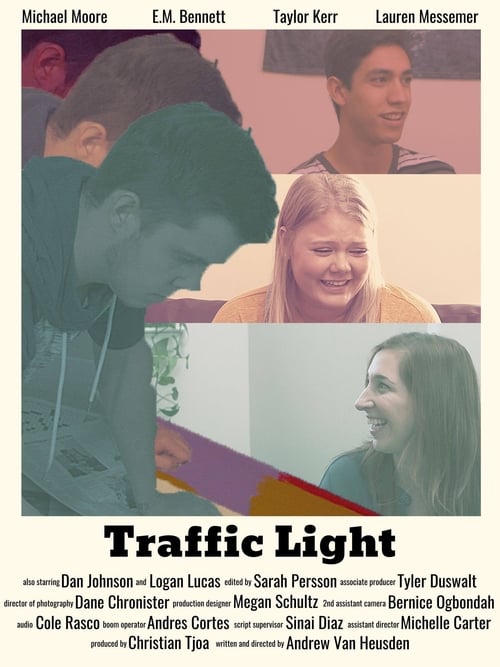 Michael Moore E.M. Bennett Taylor Kerr Lauren Messemer
Traffic Light
also starring Dan Johnson and Logan Lucas edited by Sarah Persson associate producer Tyler Duswalt
director of photography Dane Chronister production designer Megan Schultz 2nd assistant camera Bernice Ogbondah
audio Cole Rasco boom operator Andres Cortes script supervisor Sinai Diaz assistant director Michelle Carter
produced by Christian Tjoa written and directed by Andrew Van Heusden